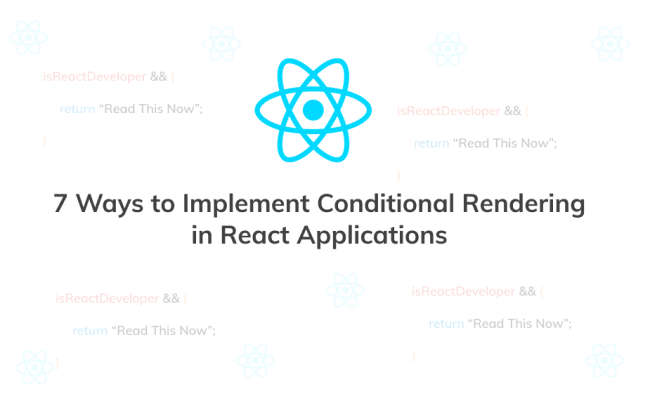 isReactDeveloper && (
return “Read This Now”;
)
isReactDeveloper && (
return “Read This Now”;
)
7 Ways to Implement Conditional Rendering
in React Applications
isReactDeveloper && (
return “Read This Now”;
)
isReactDeveloper && (
return “Read This Now”;
)